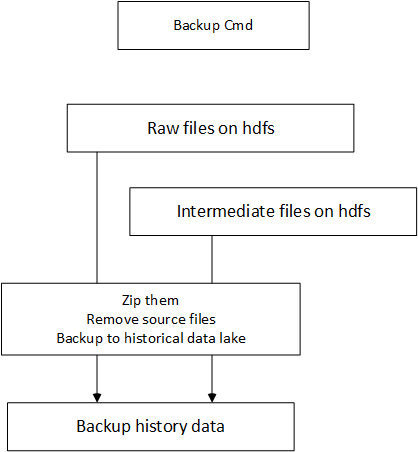 Backup Cmd
Raw files on hdfs
Intermediate files on hdfs
Zip them
Remove source files
Backup to historical data lake
Backup history data